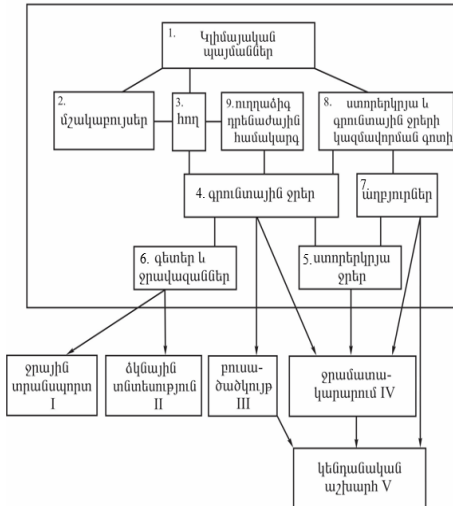 1. Կլիմայական
պայմաններ
2.
մշակաբույսեր
3.
հող
9. ուղղաձիգ
դրենաժային
համակարգ
8. ստորերկրյա և
գրունտային ջրերի
կազմավորման գոտի
4. գրունտային ջրեր
7.
աղբյուրներ
6. գետեր և
ջրավազաններ
5. ստորերկրյա
ջրեր
ջրային
տրանսպորտ
I
ձկնային
տնտեսություն
II
բուսա-
ծածկույթ
III
ջրամատա-
կարարում IV
կենդանական
աշխարհ V